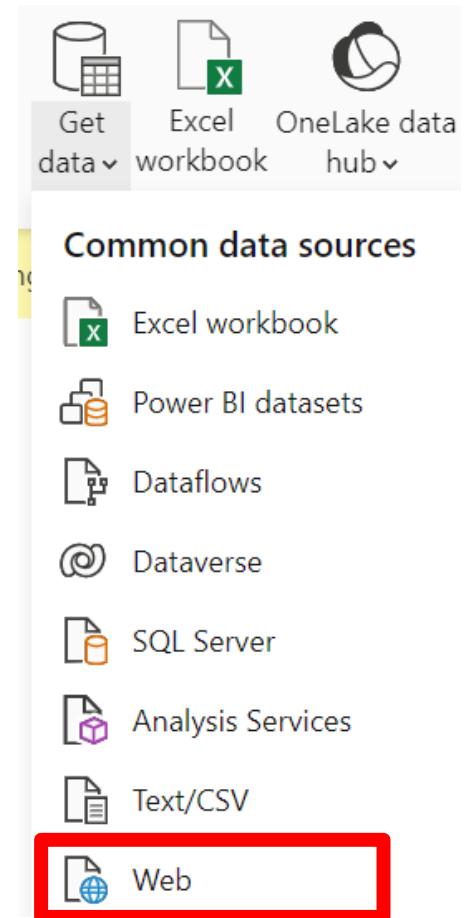 Get Excel OneLake data
data workbook hub
Common data sources
Excel workbook
Power BI datasets
Dataflows
Dataverse
SQL Server
Analysis Services
Text/CSV
Web